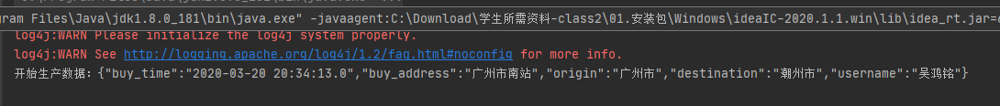 gram Files\Java\jdk1.8.0_181\bin\java.exe" -javaagent:C:\Download\学生所需资料-class2\01.安装包\Windows\ideaIC-2020.1.1.win\lib\idea_rt.jar=
log4j:WARN Please initialize the log4j system properly.
log4j:WARN See http://logging.apache.org/log4j/1.2/faq.html#noconfig for more info.
开始生产数据：{"buy_time":"2020-03-20 20:34:13.0","buy_address":"广州市南站","origin":"广州市","destination":"潮州市","username":"吴鸿铭"}